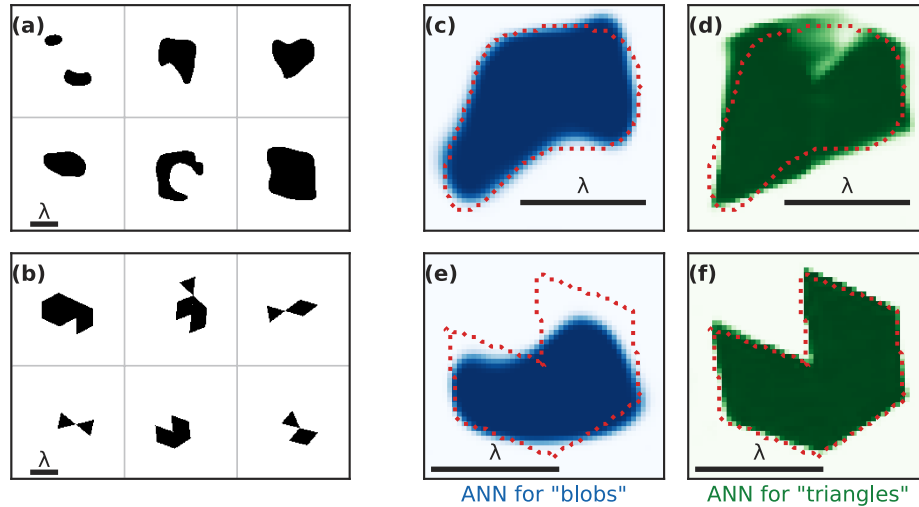 (a)
λ
(b)
λ
(c)
λ
(d)
λ
(e)
λ
(f)
λ
ANN for "blobs"
ANN for "triangles"